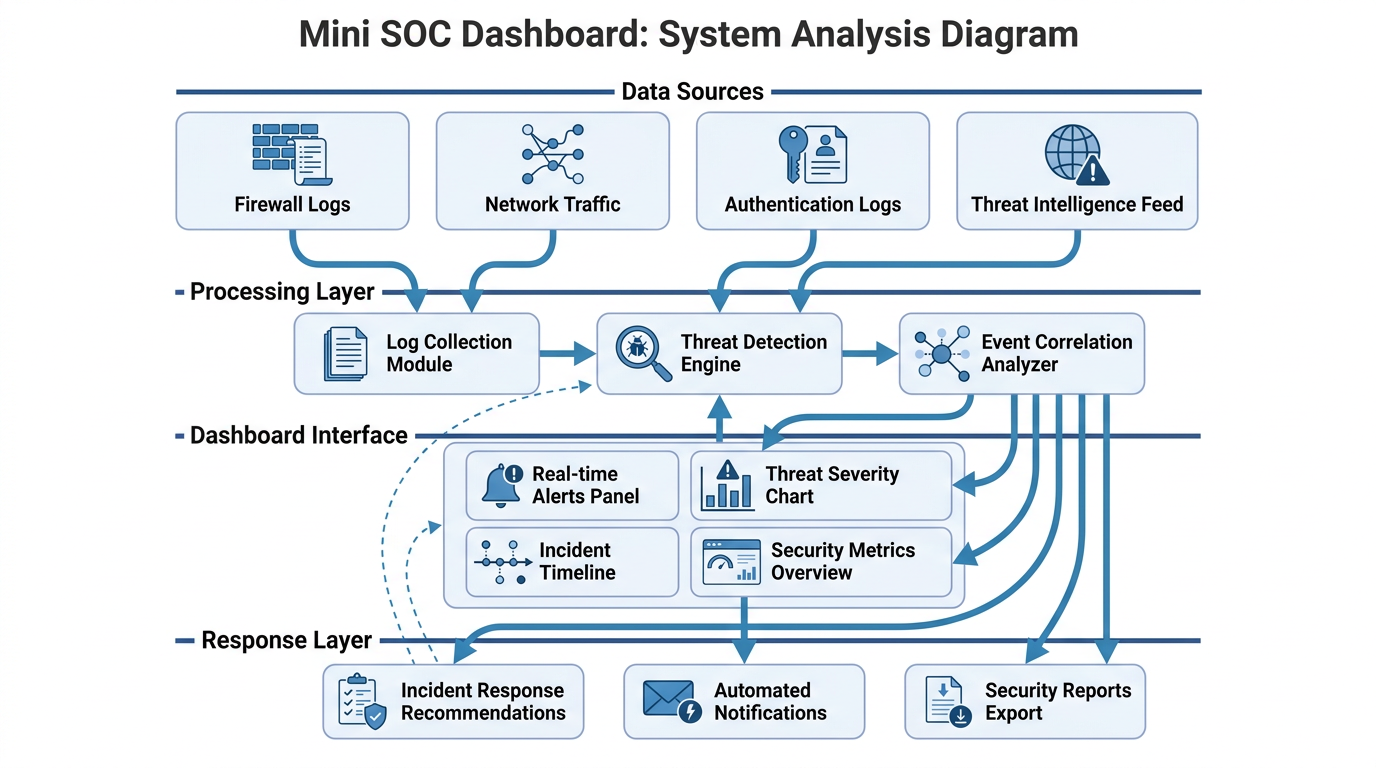 Mini SOC Dashboard: System Analysis Diagram
Data Sources
Firewall Logs
Network Traffic
Authentication Logs
Threat Intelligence Feed
Processing Layer
Log Collection
Module
Threat Detection
Engine
Event Correlation
Analyzer
Dashboard Interface
Real-time
Alerts Panel
Threat Severity
Chart
Incident
Timeline
Security Metrics
Overview
Response Layer
Incident Response
Recommendations
Automated
Notifications
Security Reports
Export